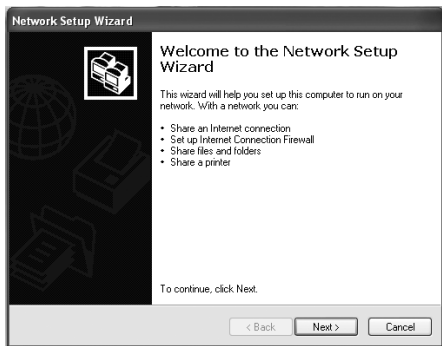 Network Setup Wizard
Welcome to the Network Setup
Wizard
This wizard will help you set up this computer to run on your
network. With a network you can:
• Share an Internet connection
• Set up Internet Connection Firewall
• Share files and folders
• Share a printer
To continue, click Next.
< Back Next > Cancel